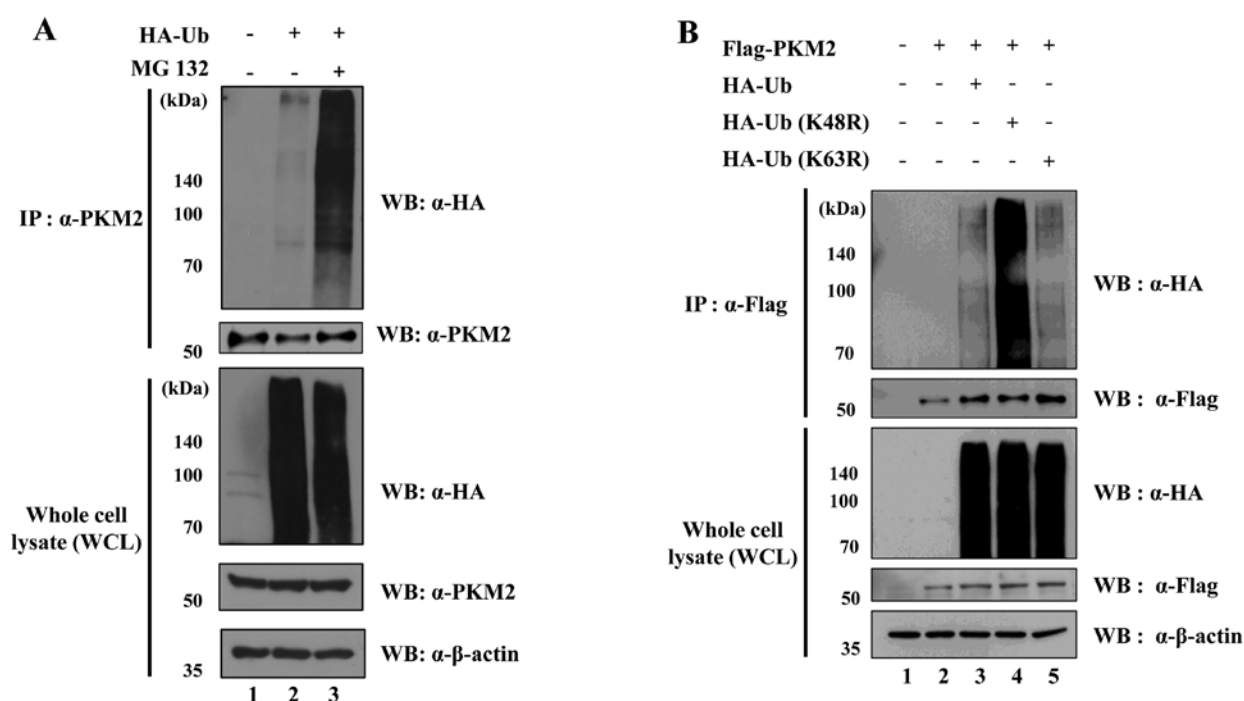 A
HA-Ub - + +
MG 132 - - +
(kDa)
140
100
70
IP : α-PKM2
WB: α-HA
50
WB: α-PKM2
(kDa)
140
100
70
WB: α-HA
Whole cell
lysate (WCL)
50
WB: α-PKM2
35
WB: α-β-actin
1 2 3
B
Flag-PKM2 - + + + +
HA-Ub - - + - -
HA-Ub (K48R) - - - + -
HA-Ub (K63R) - - - - +
(kDa)
140
100
70
IP : α-Flag
WB : α-HA
50
WB : α-Flag
140
100
70
WB : α-HA
Whole cell
lysate (WCL)
50
WB : α-Flag
35
WB : α-β-actin
1 2 3 4 5